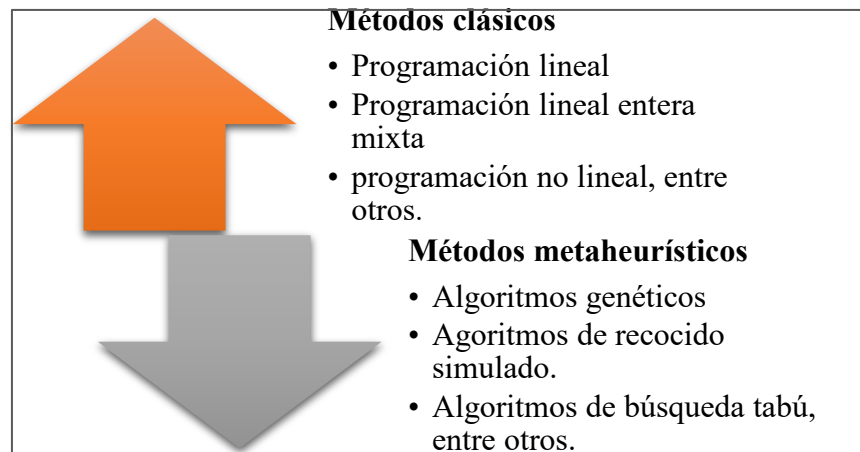 Métodos clásicos
• Programación lineal
• Programación lineal entera
mixta
• programación no lineal, entre
otros.
Métodos metaheurísticos
• Algoritmos genéticos
• Agoritmos de recocido
simulado.
• Algoritmos de búsqueda tabú,
entre otros.